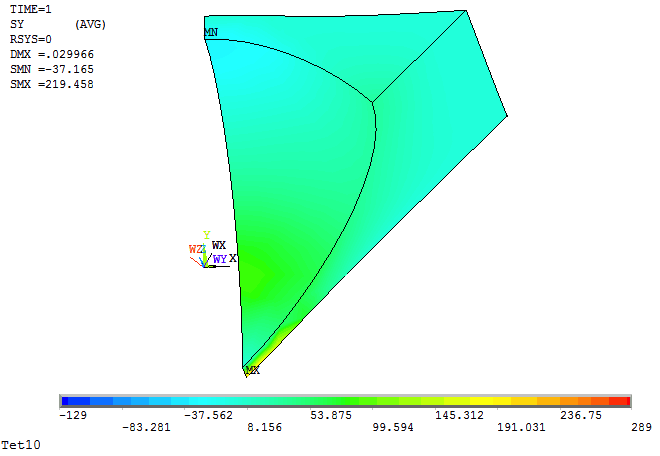 TIME=1
SY (AVG)
RSYS=0
DMX =.029966
SMN =-37.165
SMX =219.458
MN
Y
WZ WX
WY X
MX
-129 -37.562 53.875 145.312 236.75
-83.281 8.156 99.594 191.031 289
Tet10